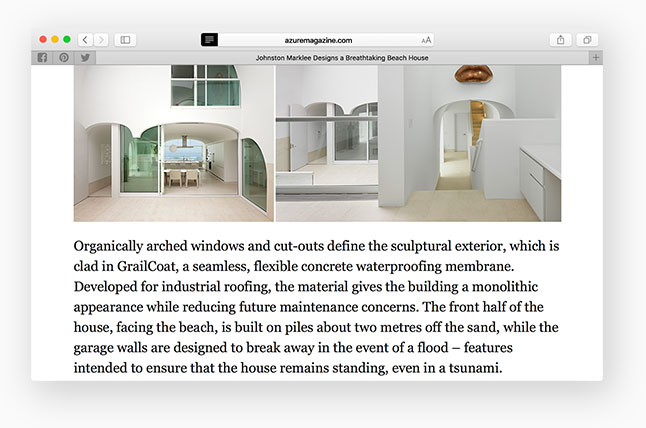 azuremagazine.com
AA
Johnston Marklee Designs a Breathtaking Beach House
Organically arched windows and cut-outs define the sculptural exterior, which is
clad in GrailCoat, a seamless, flexible concrete waterproofing membrane.
Developed for industrial roofing, the material gives the building a monolithic
appearance while reducing future maintenance concerns. The front half of the
house, facing the beach, is built on piles about two metres off the sand, while the
garage walls are designed to break away in the event of a flood – features
intended to ensure that the house remains standing, even in a tsunami.